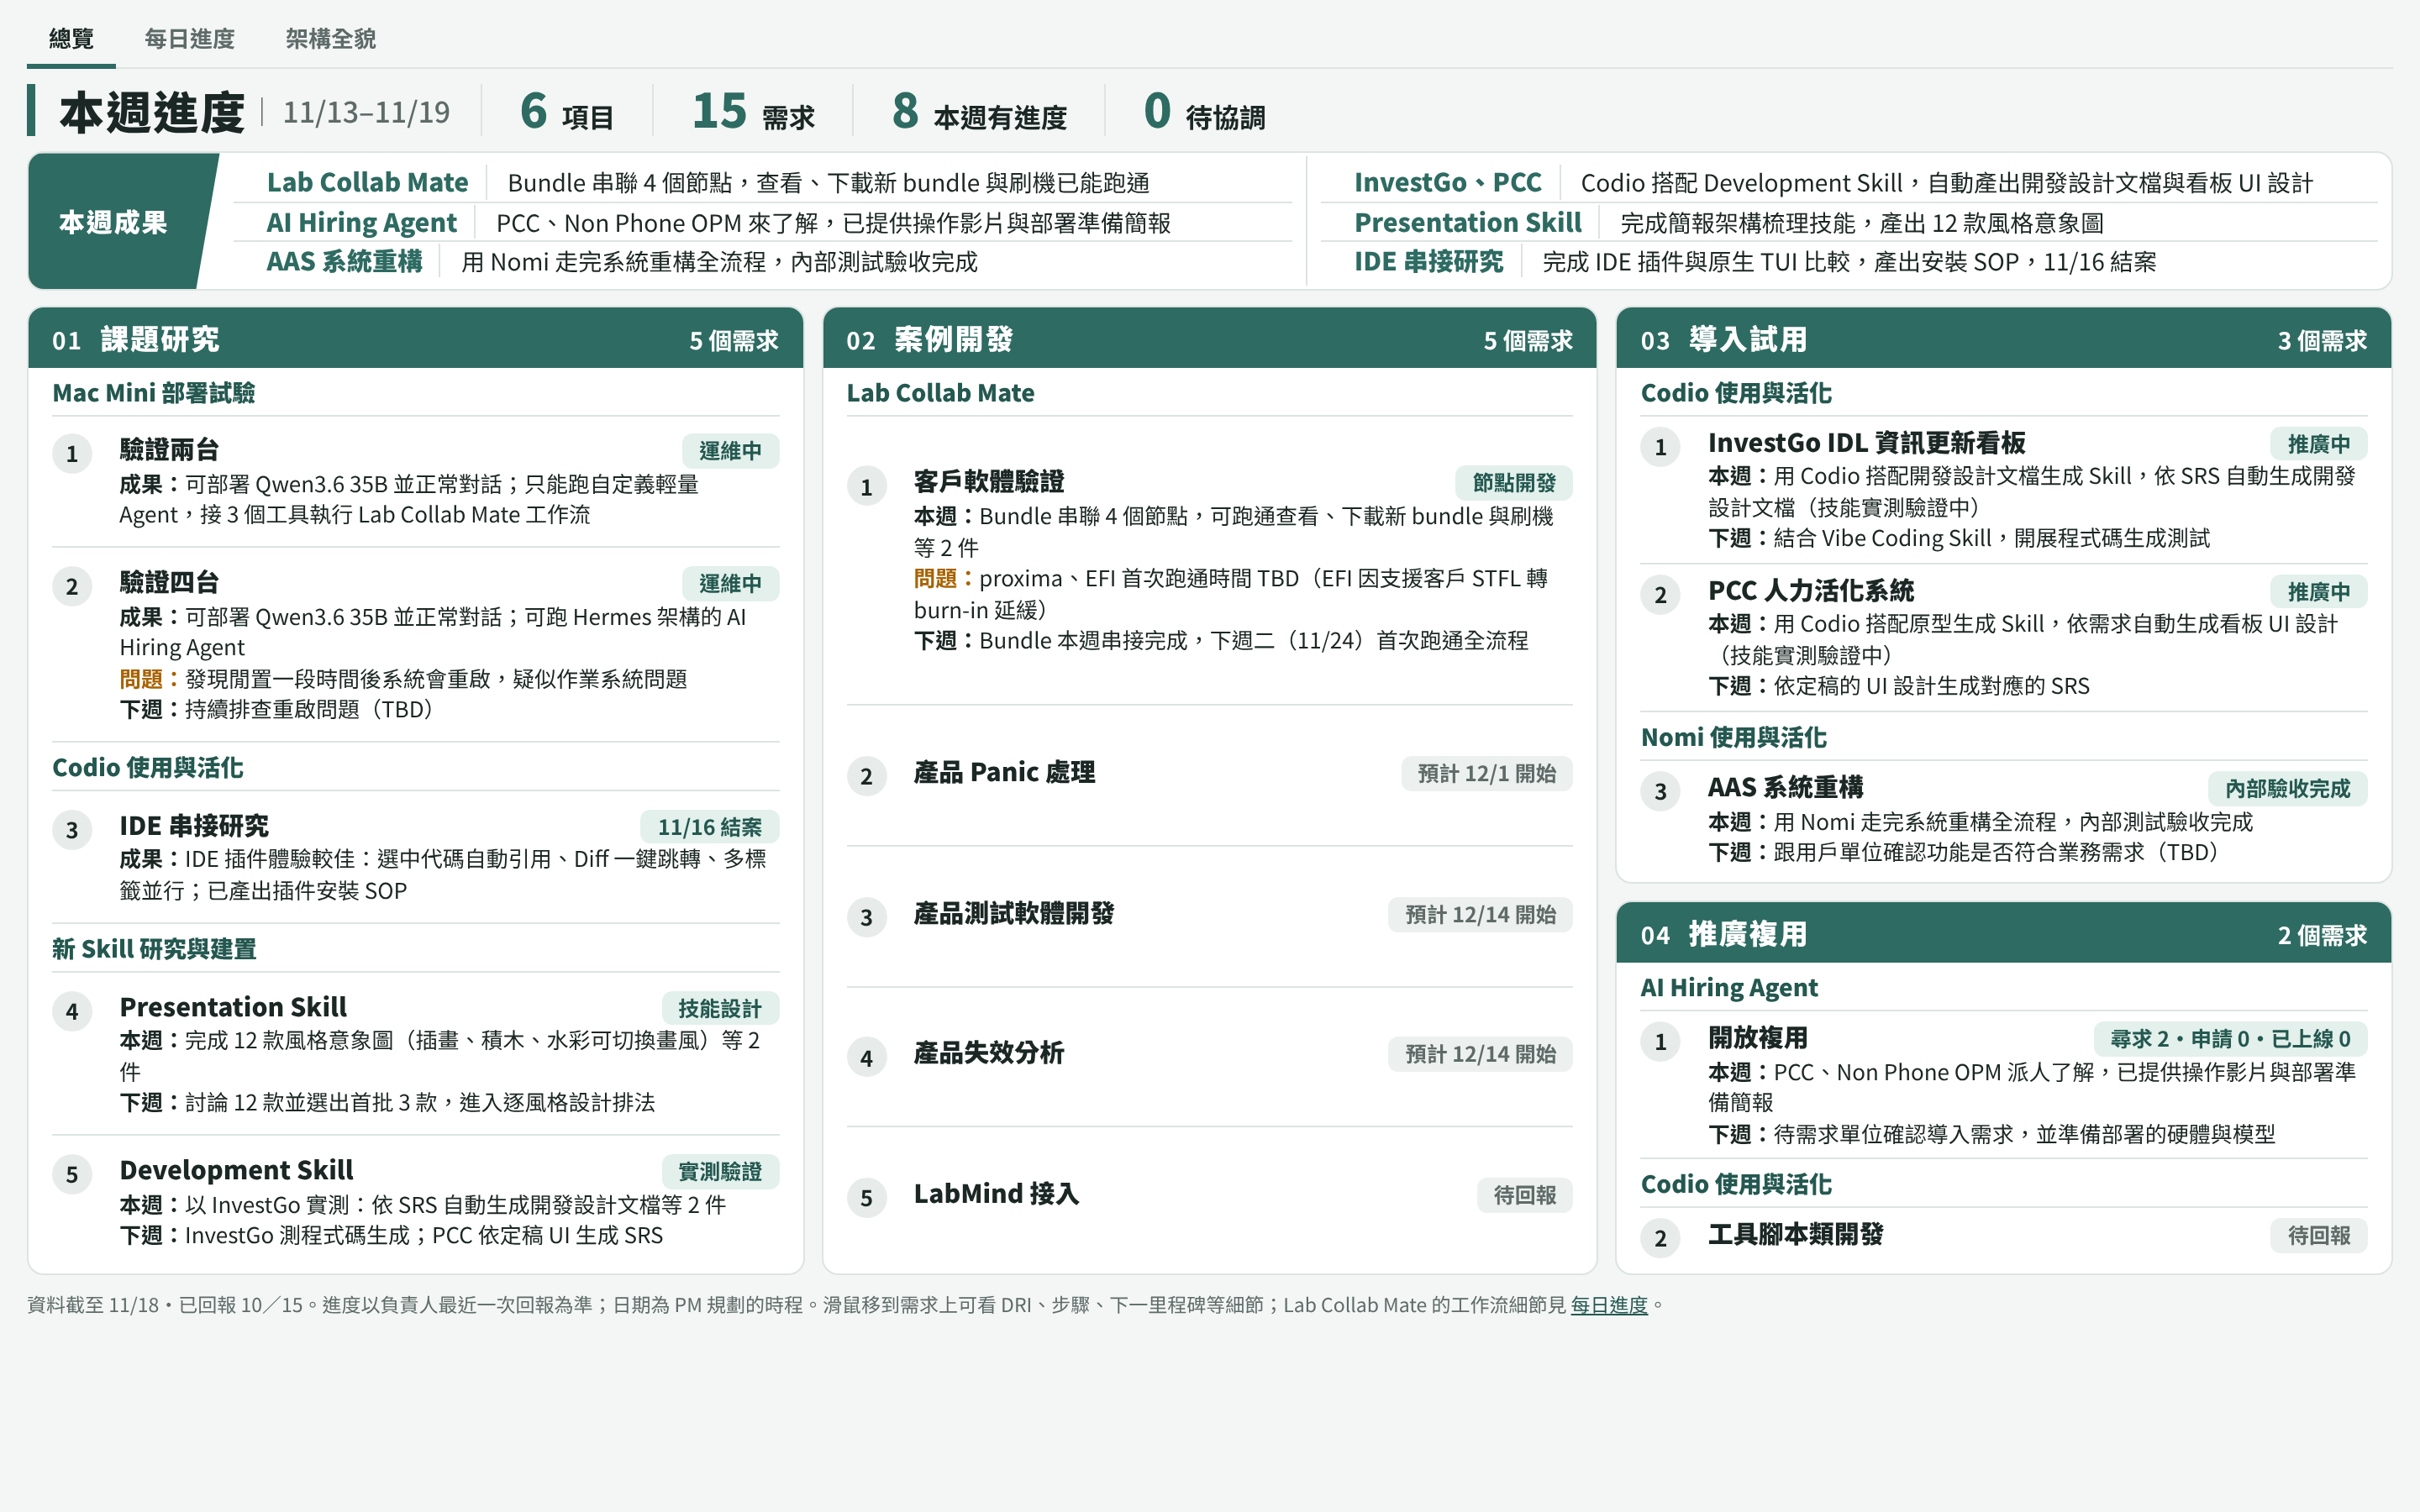 總覽 每日進度 架構全貌
本週進度 11/13–11/19 6 項目 15 需求 8 本週有進度 0 待協調
本週成果
Lab Collab Mate Bundle 串聯 4 個節點，查看、下載新 bundle 與刷機已能跑通
AI Hiring Agent PCC、Non Phone OPM 來了解，已提供操作影片與部署準備簡報
AAS 系統重構 用 Nomi 走完系統重構全流程，內部測試驗收完成
InvestGo、PCC Codio 搭配 Development Skill，自動產出開發設計文檔與看板 UI 設計
Presentation Skill 完成簡報架構梳理技能，產出 12 款風格意象圖
IDE 串接研究 完成 IDE 插件與原生 TUI 比較，產出安裝 SOP，11/16 結案
01 課題研究 5 個需求
Mac Mini 部署試驗
1 驗證兩台 運維中
成果：可部署 Qwen3.6 35B 並正常對話；只能跑自定義輕量
Agent，接 3 個工具執行 Lab Collab Mate 工作流
2 驗證四台 運維中
成果：可部署 Qwen3.6 35B 並正常對話；可跑 Hermes 架構的 AI
Hiring Agent
問題：發現閒置一段時間後系統會重啟，疑似作業系統問題
下週：持續排查重啟問題（TBD）
Codio 使用與活化
3 IDE 串接研究 11/16 結案
成果：IDE 插件體驗較佳：選中代碼自動引用、Diff 一鍵跳轉、多標
籤並行；已產出插件安裝 SOP
新 Skill 研究與建置
4 Presentation Skill 技能設計
本週：完成 12 款風格意象圖（插畫、積木、水彩可切換畫風）等 2
件
下週：討論 12 款並選出首批 3 款，進入逐風格設計排法
5 Development Skill 實測驗證
本週：以 InvestGo 實測：依 SRS 自動生成開發設計文檔等 2 件
下週：InvestGo 測程式碼生成；PCC 依定稿 UI 生成 SRS
02 案例開發 5 個需求
Lab Collab Mate
1 客戶軟體驗證 節點開發
本週：Bundle 串聯 4 個節點，可跑通查看、下載新 bundle 與刷機
等 2 件
問題：proxima、EFI 首次跑通時間 TBD（EFI 因支援客戶 STFL 轉
burn-in 延緩）
下週：Bundle 本週串接完成，下週二（11/24）首次跑通全流程
2 產品 Panic 處理 預計 12/1 開始
3 產品測試軟體開發 預計 12/14 開始
4 產品失效分析 預計 12/14 開始
5 LabMind 接入 待回報
03 導入試用 3 個需求
Codio 使用與活化
1 InvestGo IDL 資訊更新看板 推廣中
本週：用 Codio 搭配開發設計文檔生成 Skill，依 SRS 自動生成開發
設計文檔（技能實測驗證中）
下週：結合 Vibe Coding Skill，開展程式碼生成測試
2 PCC 人力活化系統 推廣中
本週：用 Codio 搭配原型生成 Skill，依需求自動生成看板 UI 設計
（技能實測驗證中）
下週：依定稿的 UI 設計生成對應的 SRS
Nomi 使用與活化
3 AAS 系統重構 內部驗收完成
本週：用 Nomi 走完系統重構全流程，內部測試驗收完成
下週：跟用戶單位確認功能是否符合業務需求（TBD）
04 推廣複用 2 個需求
AI Hiring Agent
1 開放複用 尋求 2・申請 0・已上線 0
本週：PCC、Non Phone OPM 派人了解，已提供操作影片與部署準
備簡報
下週：待需求單位確認導入需求，並準備部署的硬體與模型
Codio 使用與活化
2 工具腳本類開發 待回報
資料截至 11/18・已回報 10／15。進度以負責人最近一次回報為準；日期為 PM 規劃的時程。滑鼠移到需求上可看 DRI、步驟、下一里程碑等細節；Lab Collab Mate 的工作流細節見 每日進度。